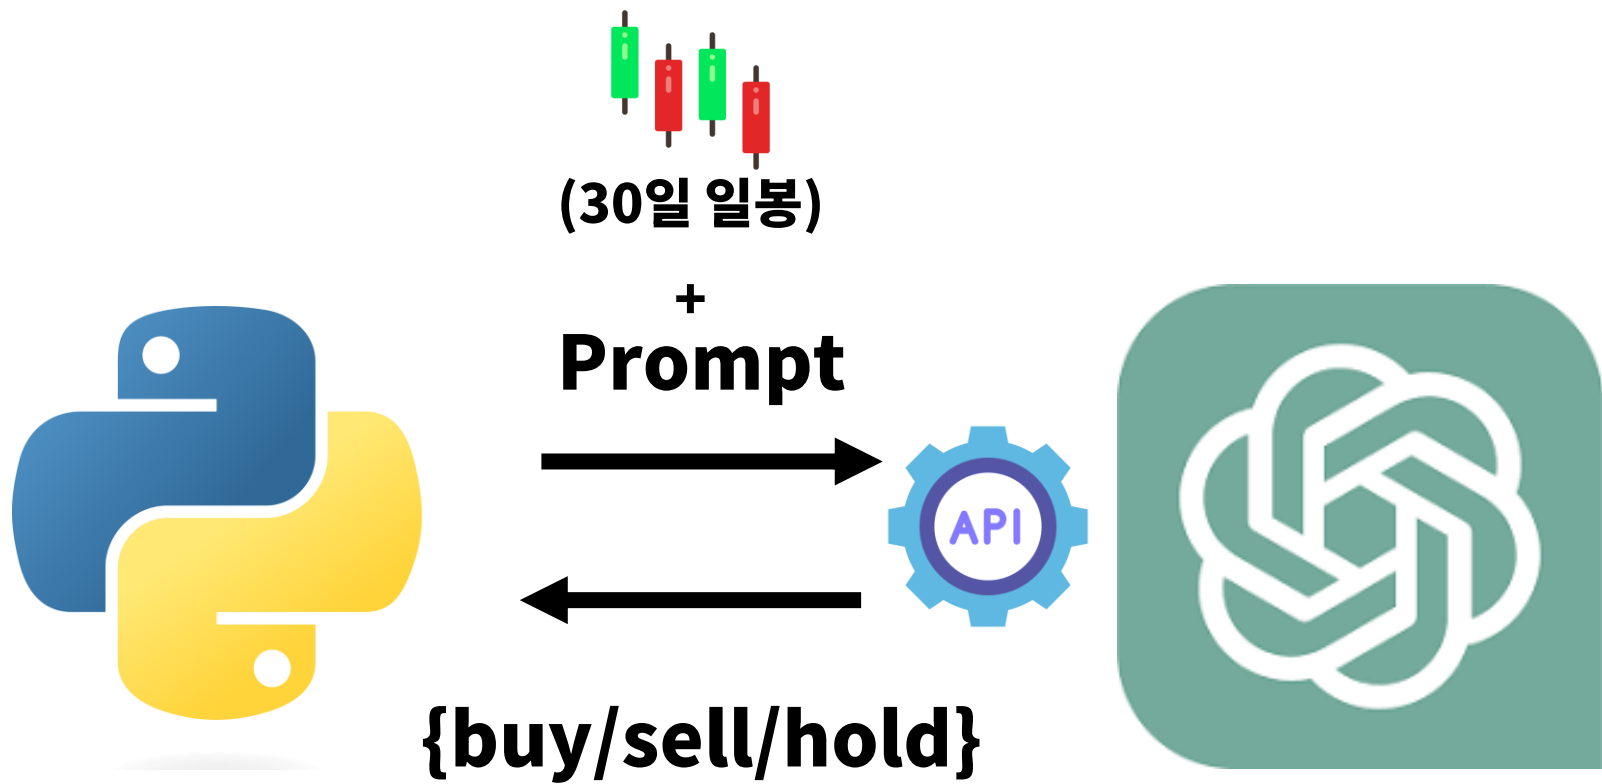 (30일 일봉)
+
Prompt
API
{buy/sell/hold}